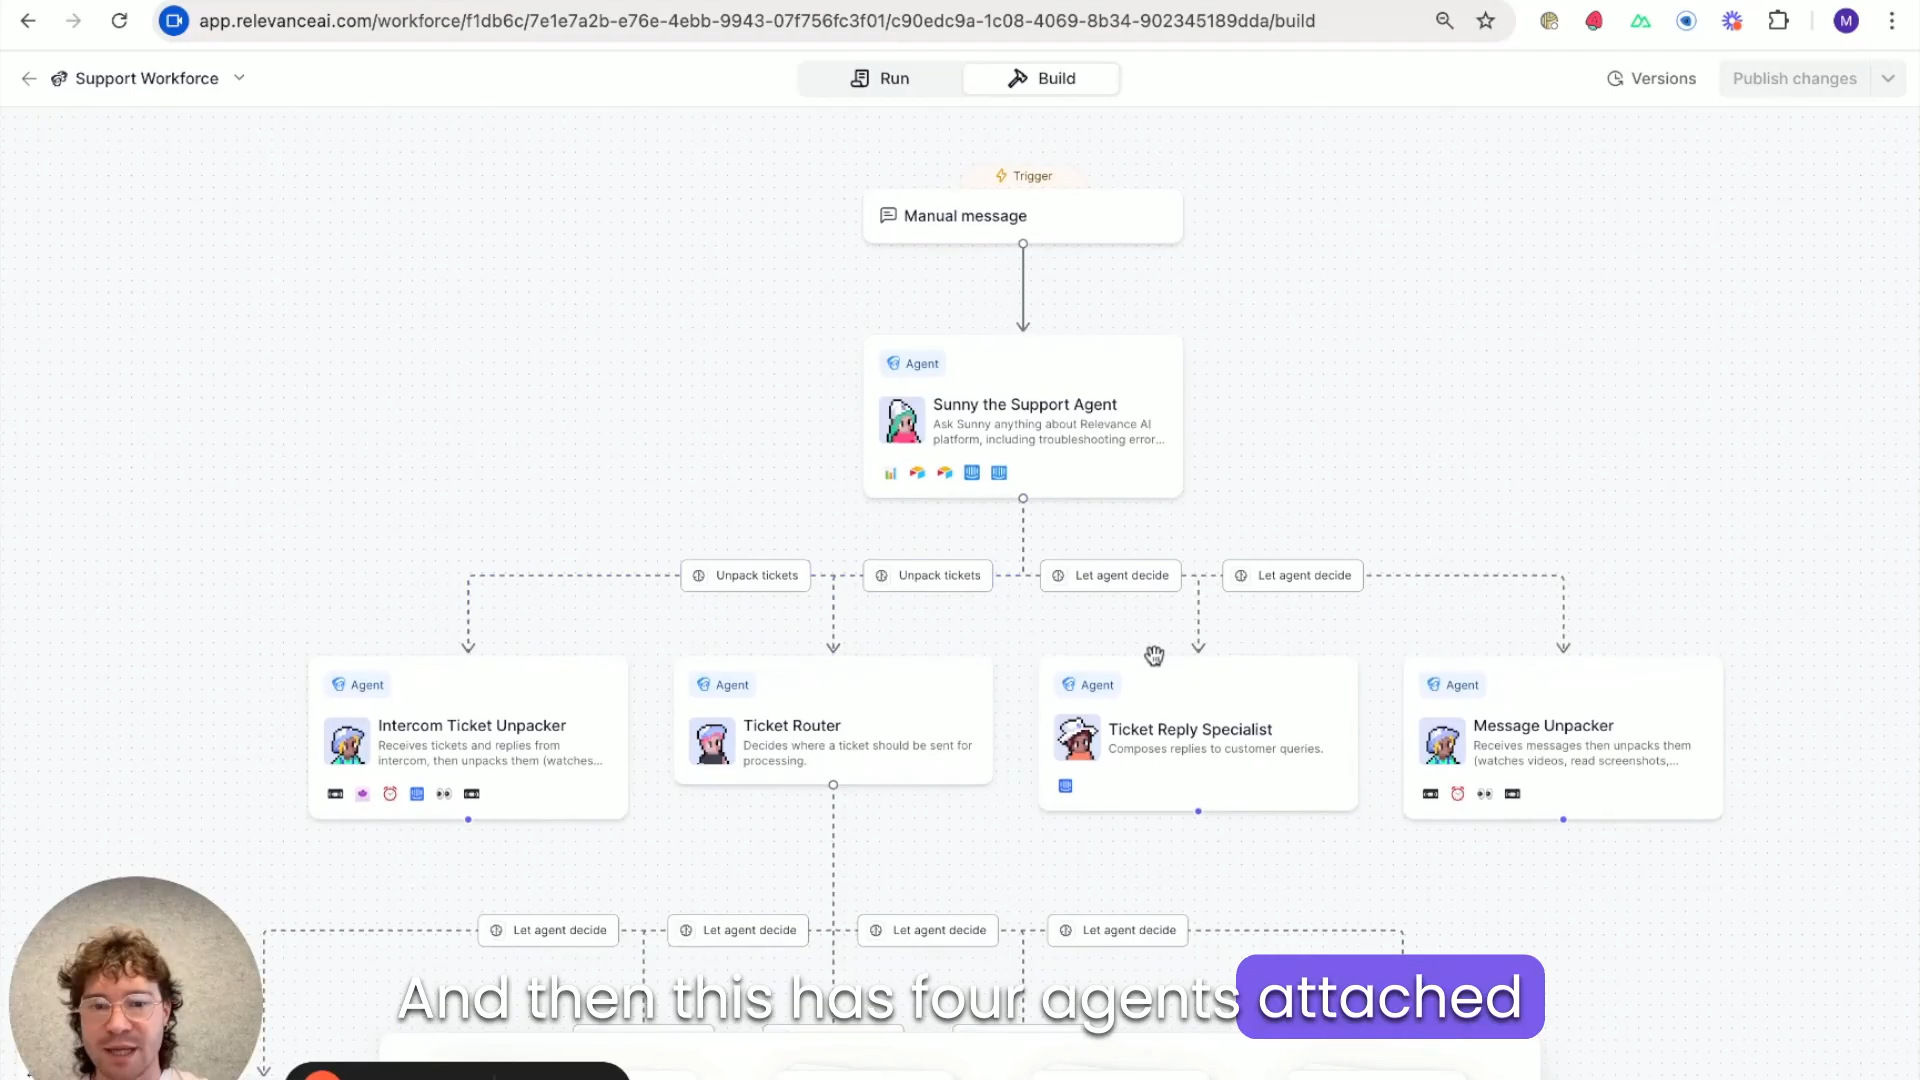 app.relevanceai.com/workforce/f1db6c/7e1e7a2b-e76e-4ebb-9943-07f756fc3f01/c90edc9a-1c08-4069-8b34-902345189dda/build
M
Support Workforce
Run
Build
Versions
Publish changes
Trigger
Manual message
Agent
Sunny the Support Agent
Ask Sunny anything about Relevance AI
platform, including troubleshooting error...
Unpack tickets
Unpack tickets
Let agent decide
Let agent decide
Agent
Intercom Ticket Unpacker
Receives tickets and replies from
intercom, then unpacks them (watches...
Agent
Ticket Router
Decides where a ticket should be sent for
processing.
Agent
Ticket Reply Specialist
Composes replies to customer queries.
Agent
Message Unpacker
Receives messages then unpacks them
(watches videos, read screenshots,...
Let agent decide
Let agent decide
Let agent decide
Let agent decide
And then this has four agents attached